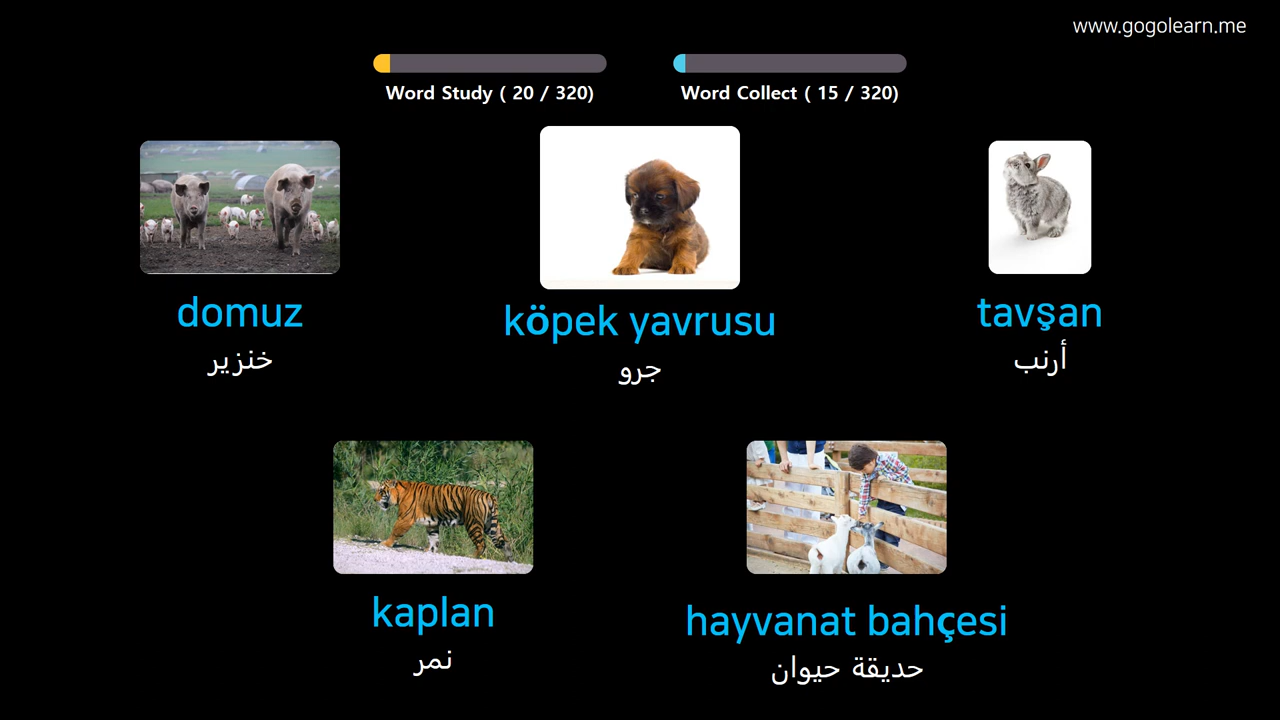 www.gogolearn.me
Word Study ( 20 / 320)
Word Collect ( 15 / 320)
domuz
خنزير
köpek yavrusu
جرو
tavşan
أرنب
kaplan
نمر
hayvanat bahçesi
حديقة حيوان